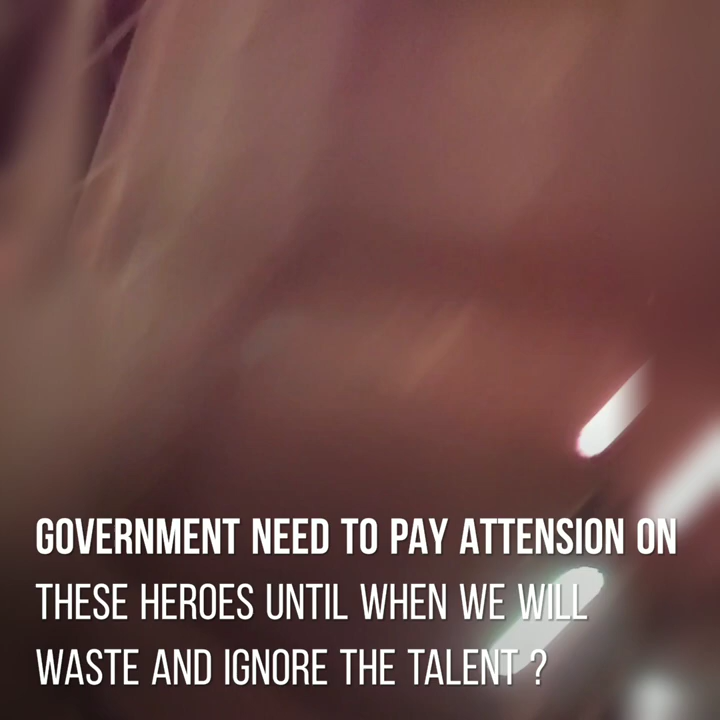 GOVERNMENT NEED TO PAY ATTENSION ON
THESE HEROES UNTIL WHEN WE WILL
WASTE AND IGNORE THE TALENT ?